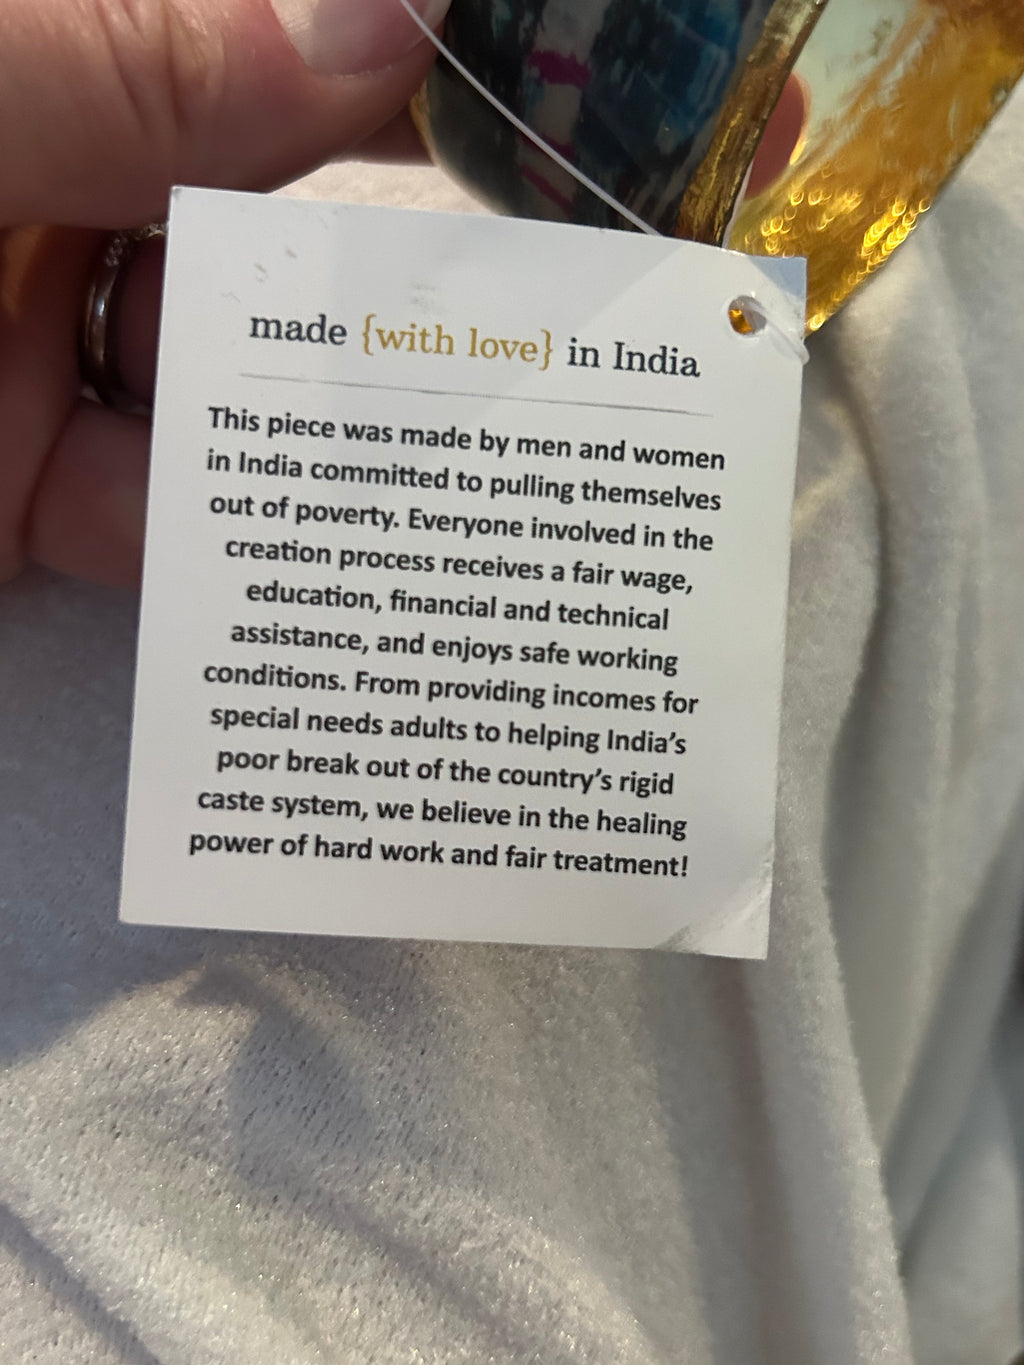 made {with love} in India
This piece was made by men and women
in India committed to pulling themselves
out of poverty. Everyone involved in the
creation process receives a fair wage,
education, financial and technical
assistance, and enjoys safe working
conditions. From providing incomes for
special needs adults to helping India's
poor break out of the country's rigid
caste system, we believe in the healing
power of hard work and fair treatment!